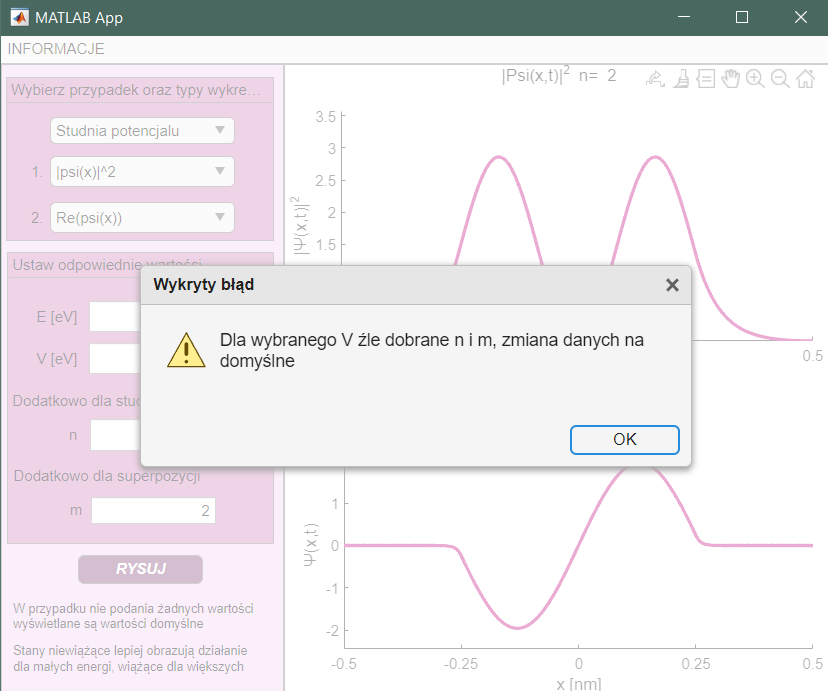 MATLAB App
INFORMACJE
Wybierz przypadek oraz typy wykre...
Studnia potencjalu
1. |psi(x)|^2
2. Re(psi(x))
Ustaw odpowiednie wartości
E [eV]
V [eV]
Dodatkowo dla stud
n
Dodatkowo dla superpozycji
m 2
RYSUJ
W przypadku nie podania żadnych wartości
wyświetlane są wartości domyślne
Stany niewiążące lepiej obrazują działanie
dla małych energi, wiążące dla większych
|Psi(x,t)|² n= 2
3.5
3
2.5
2
1.5
|Ψ(x,t)|²
0.5
Wykryty błąd
Dla wybranego V źle dobrane n i m, zmiana danych na
domyślne
OK
1
0
-1
-2
Ψ(x,t)
-0.5 -0.25 0 0.25 0.5
x [nm]